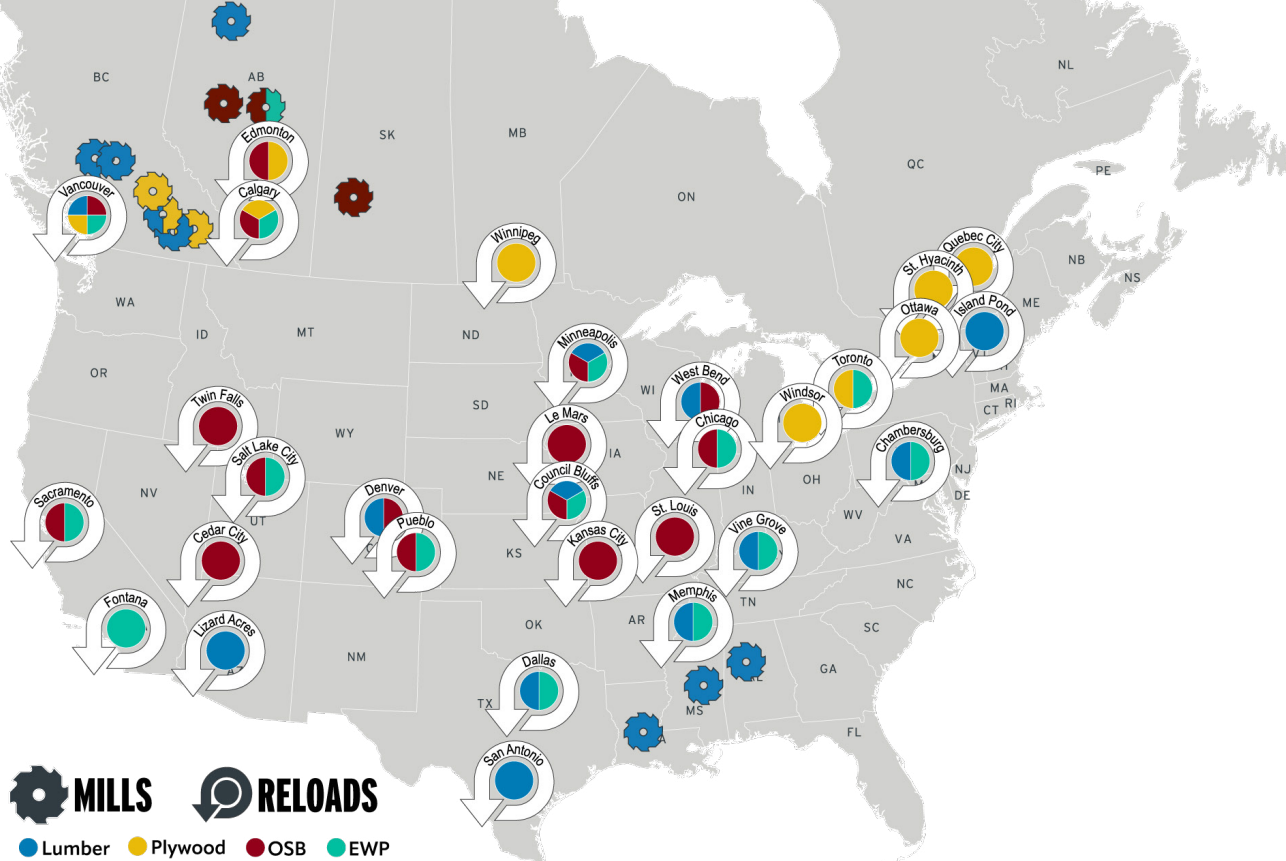 NL
BC
AB
SK
MB
QC
PE
ON
Edmonton
Calgary
Vancouver
Winnipeg
Quebec City
St. Hyacinth
NB
NS
Ottawa
Island Pond
ME
WA
ID
MT
ND
Minneapolis
OR
Toronto
West Bend
WI
Windsor
MA
CT
RI
Twin Falls
SD
Le Mars
Chicago
WY
Salt Lake City
IA
Chambersburg
NE
Council Bluffs
IN
OH
NJ
NV
DE
Sacramento
Denver
UT
Pueblo
St. Louis
WV
Cedar City
KS
Kansas City
Vine Grove
VA
NC
Fontana
Lizard Acres
Memphis
TN
OK
AR
SC
NM
Dallas
GA
AZ
TX
MS
FL
San Antonio
MILLS
RELOADS
Lumber
Plywood
OSB
EWP